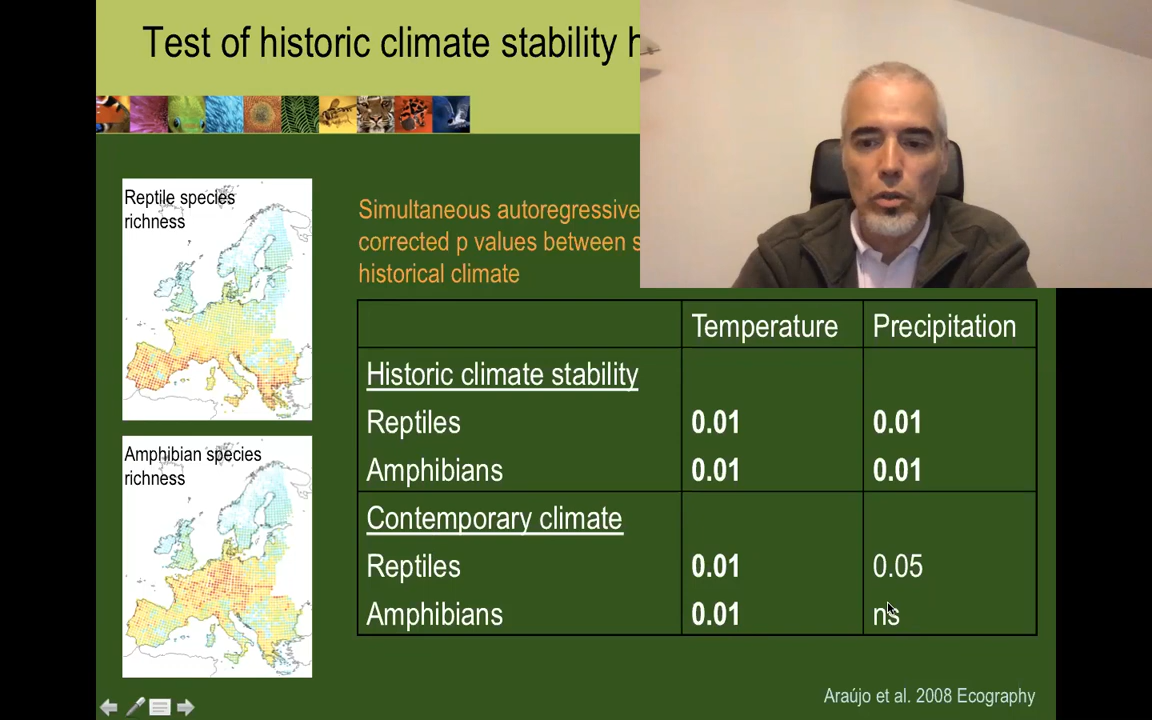 Test of historic climate stability
Reptile species
richness
Simultaneous autoregressive
corrected p values between
historical climate
Temperature Precipitation
Historic climate stability
Reptiles 0.01 0.01
Amphibian species
richness
Amphibians 0.01 0.01
Contemporary climate
Reptiles 0.01 0.05
Amphibians 0.01 ns
Araújo et al. 2008 Ecography